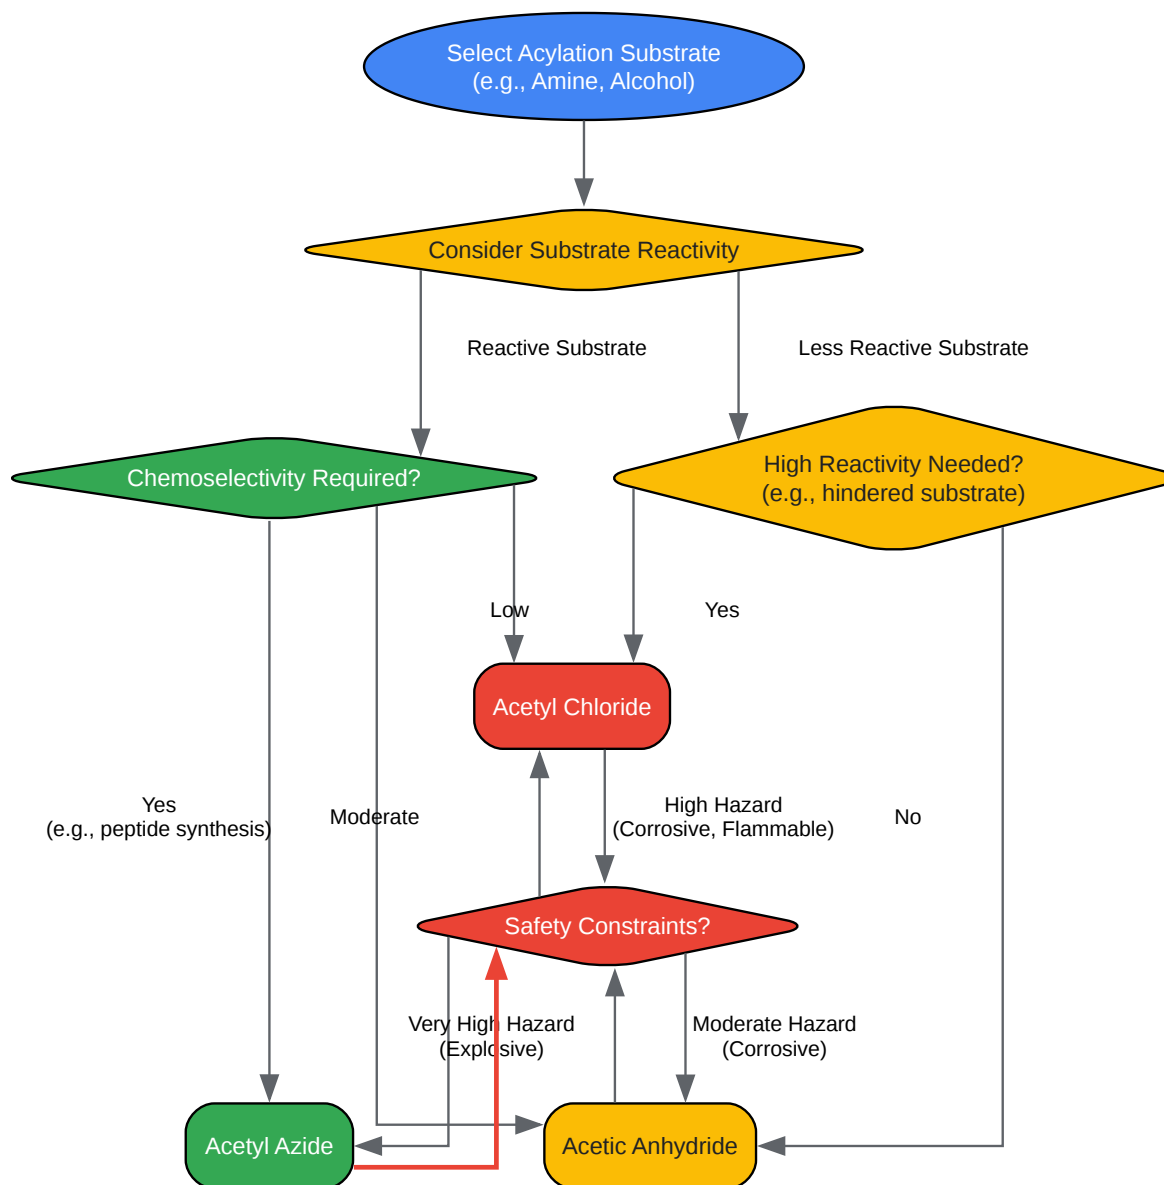 Select Acylation Substrate
(e.g., Amine, Alcohol)
Consider Substrate Reactivity
Reactive Substrate
Less Reactive Substrate
Chemoselectivity Required?
High Reactivity Needed?
(e.g., hindered substrate)
Low
Yes
Acetyl Chloride
Yes
(e.g., peptide synthesis)
Moderate
High Hazard
(Corrosive, Flammable)
No
Safety Constraints?
Very High Hazard
(Explosive)
Moderate Hazard
(Corrosive)
Acetyl Azide
Acetic Anhydride